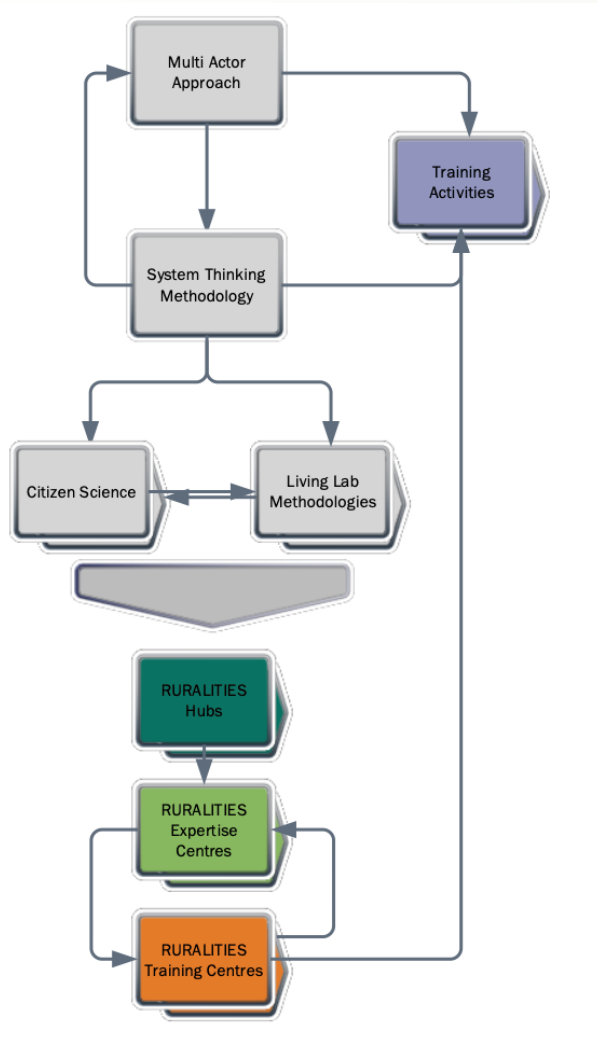 Multi Actor
Approach
Training
Activities
System Thinking
Methodology
Citizen Science
Living Lab
Methodologies
RURALITIES
Hubs
RURALITIES
Expertise
Centres
RURALITIES
Training Centres